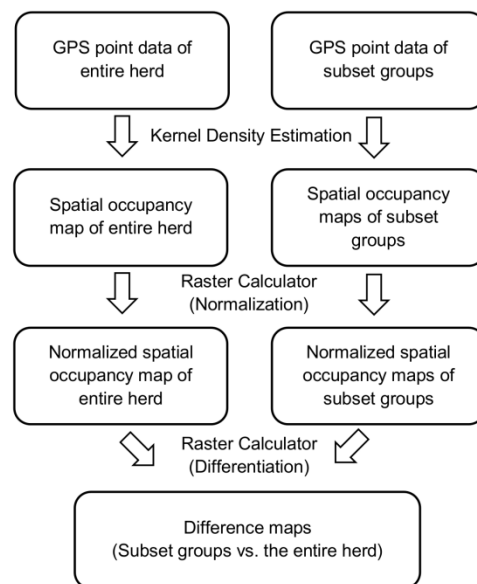 GPS point data of
entire herd
GPS point data of
subset groups
Kernel Density Estimation
Spatial occupancy
map of entire herd
Spatial occupancy
maps of subset
groups
Raster Calculator
(Normalization)
Normalized spatial
occupancy map of
entire herd
Normalized spatial
occupancy maps of
subset groups
Raster Calculator
(Differentiation)
Difference maps
(Subset groups vs. the entire herd)